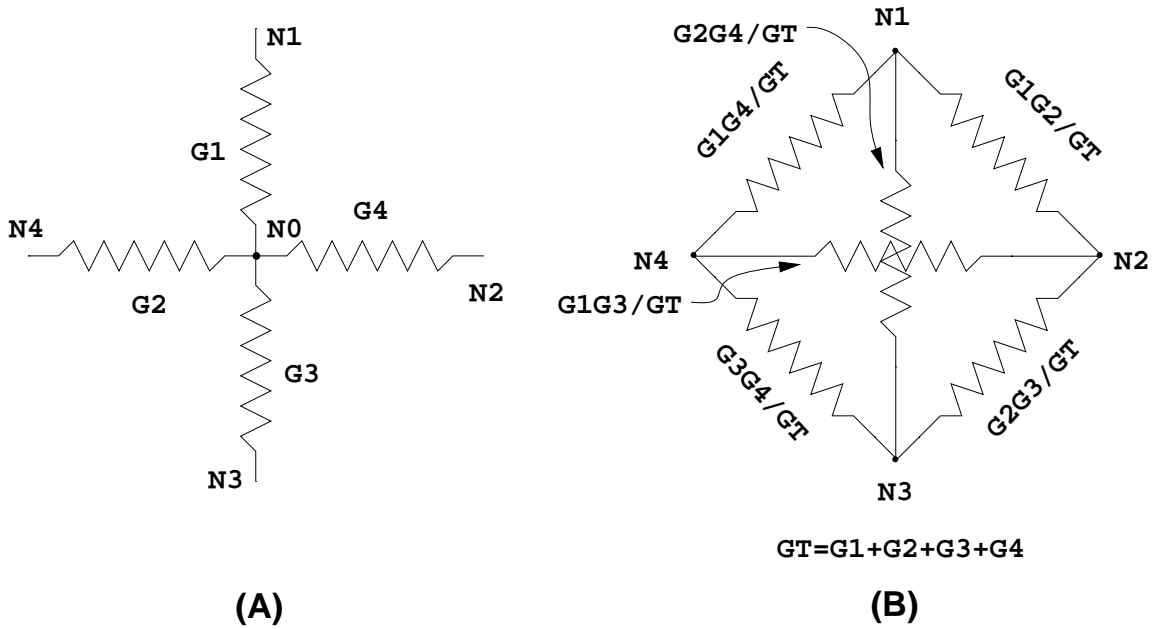 N1
G1
N4
N0
G4
G2
N2
G3
N3
(A)
N1
G2G4/GT
G1G4/GT
G1G2/GT
N4
N2
G1G3/GT
G3G4/GT
G2G3/GT
N3
GT=G1+G2+G3+G4
(B)